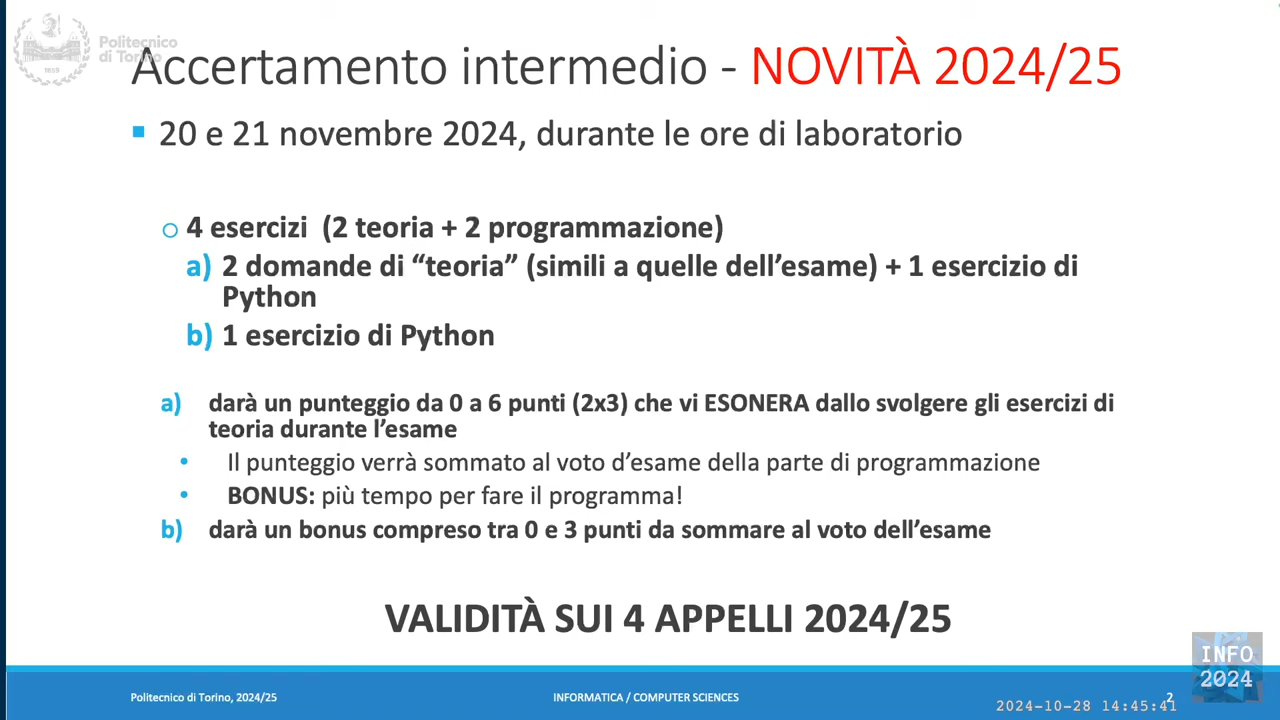 Politecnico
di Torino
1859
Accertamento intermedio - NOVITÀ 2024/25
20 e 21 novembre 2024, durante le ore di laboratorio
4 esercizi (2 teoria + 2 programmazione)
a) 2 domande di “teoria” (simili a quelle dell’esame) + 1 esercizio di
Python
b) 1 esercizio di Python
a) darà un punteggio da 0 a 6 punti (2x3) che vi ESONERA dallo svolgere gli esercizi di
teoria durante l’esame
• Il punteggio verrà sommato al voto d’esame della parte di programmazione
• BONUS: più tempo per fare il programma!
b) darà un bonus compreso tra 0 e 3 punti da sommare al voto dell’esame
VALIDITÀ SUI 4 APPELLI 2024/25
INFO
2024
Politecnico di Torino, 2024/25
INFORMATICA / COMPUTER SCIENCES
2
2024-10-28 14:45:41